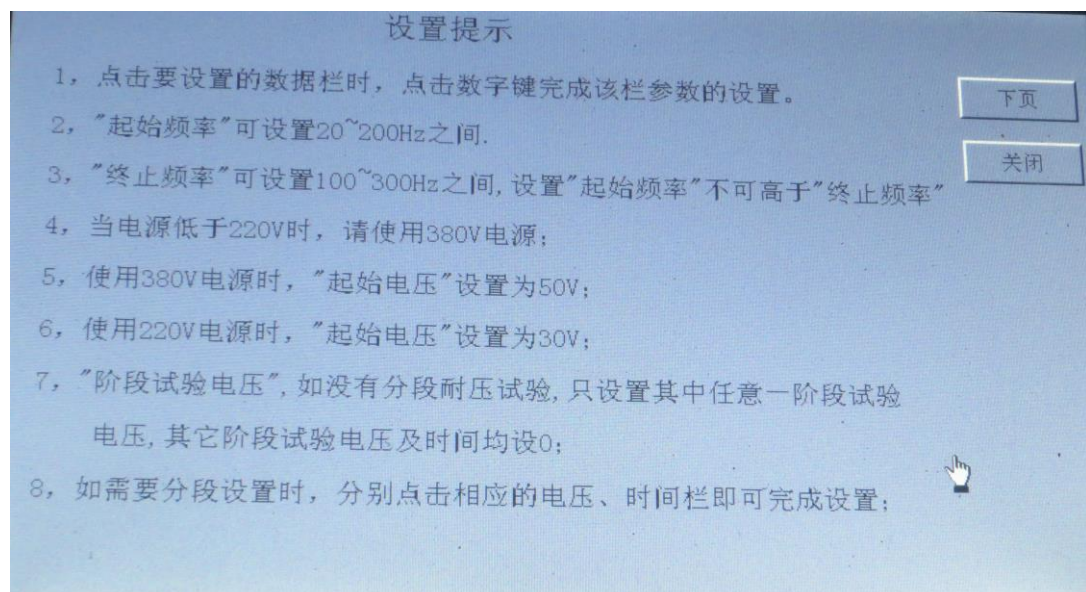 设置提示
1, 点击要设置的数据栏时, 点击数字键完成该栏参数的设置。
下页
2, "起始频率"可设置20~200Hz之间.
关闭
3, "终止频率"可设置100~300Hz之间,设置"起始频率"不可高于"终止频率"
4, 当电源低于220V时, 请使用380V电源;
5, 使用380V电源时, "起始电压"设置为50V;
6, 使用220V电源时, "起始电压"设置为30V;
7, "阶段试验电压",如没有分段耐压试验,只设置其中任意一阶段试验
电压,其它阶段试验电压及时间均设0;
8, 如需要分段设置时, 分别点击相应的电压、时间栏即可完成设置;